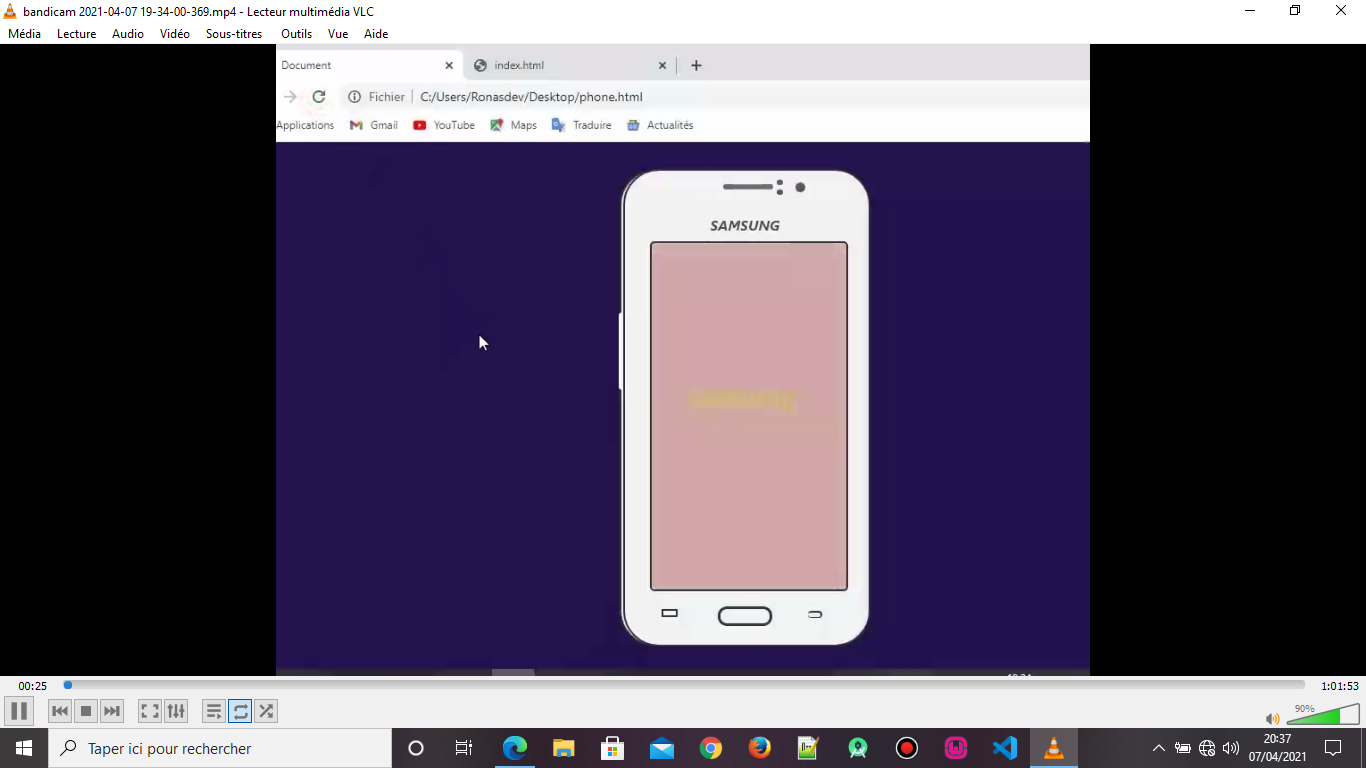 bandicam 2021-04-07 19-34-00-369.mp4 - Lecteur multimédia VLC
Média Lecture Audio Vidéo Sous-titres Outils Vue Aide
Document index.html
Fichier C:/Users/Ronasdev/Desktop/phone.html
Applications Gmail YouTube Maps Traduire Actualités
SAMSUNG
00:25 1:01:53
90%
Taper ici pour rechercher
20:37
07/04/2021